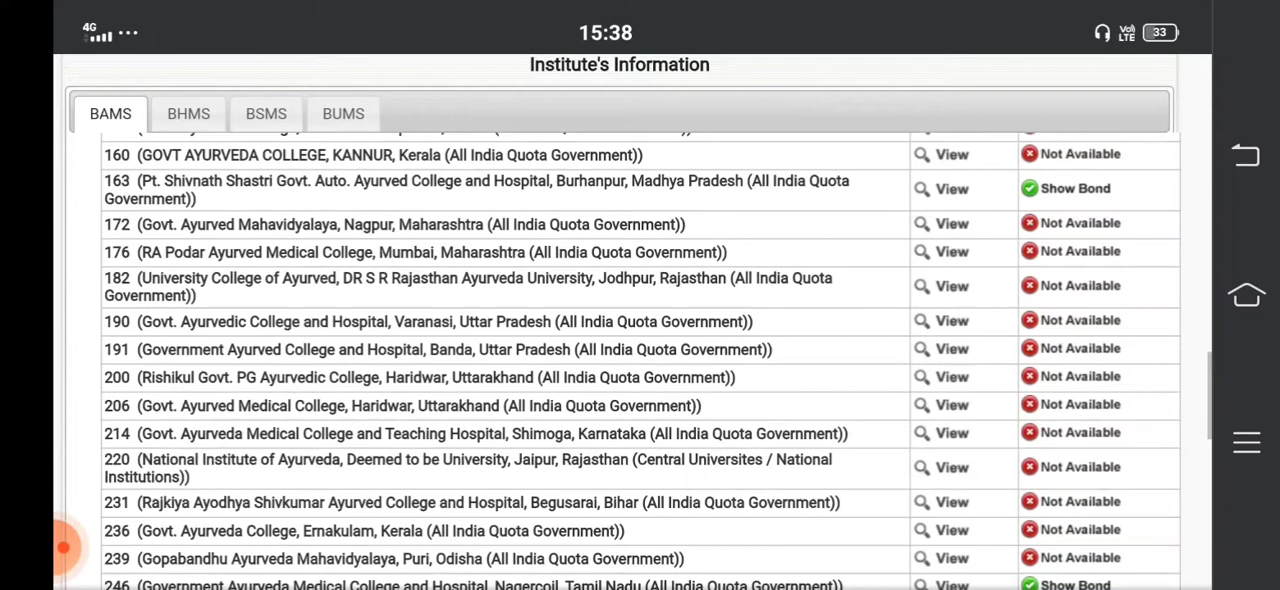 4G 15:38 Vo) LTE 33
Institute's Information
BAMS BHMS BSMS BUMS
160 (GOVT AYURVEDA COLLEGE, KANNUR, Kerala (All India Quota Government)) View Not Available
163 (Pt. Shivnath Shastri Govt. Auto. Ayurved College and Hospital, Burhanpur, Madhya Pradesh (All India Quota
Government)) View Show Bond
172 (Govt. Ayurved Mahavidyalaya, Nagpur, Maharashtra (All India Quota Government)) View Not Available
176 (RA Podar Ayurved Medical College, Mumbai, Maharashtra (All India Quota Government)) View Not Available
182 (University College of Ayurved, DR S R Rajasthan Ayurveda University, Jodhpur, Rajasthan (All India Quota
Government)) View Not Available
190 (Govt. Ayurvedic College and Hospital, Varanasi, Uttar Pradesh (All India Quota Government)) View Not Available
191 (Government Ayurved College and Hospital, Banda, Uttar Pradesh (All India Quota Government)) View Not Available
200 (Rishikul Govt. PG Ayurvedic College, Haridwar, Uttarakhand (All India Quota Government)) View Not Available
206 (Govt. Ayurved Medical College, Haridwar, Uttarakhand (All India Quota Government)) View Not Available
214 (Govt. Ayurveda Medical College and Teaching Hospital, Shimoga, Karnataka (All India Quota Government)) View Not Available
220 (National Institute of Ayurveda, Deemed to be University, Jaipur, Rajasthan (Central Universites / National
Institutions)) View Not Available
231 (Rajkiya Ayodhya Shivkumar Ayurved College and Hospital, Begusarai, Bihar (All India Quota Government)) View Not Available
236 (Govt. Ayurveda College, Ernakulam, Kerala (All India Quota Government)) View Not Available
239 (Gopabandhu Ayurveda Mahavidyalaya, Puri, Odisha (All India Quota Government)) View Not Available
246 (Government Ayurveda Medical College and Hospital, Nagercoil, Tamil Nadu (All India Quota Government)) View Show Bond